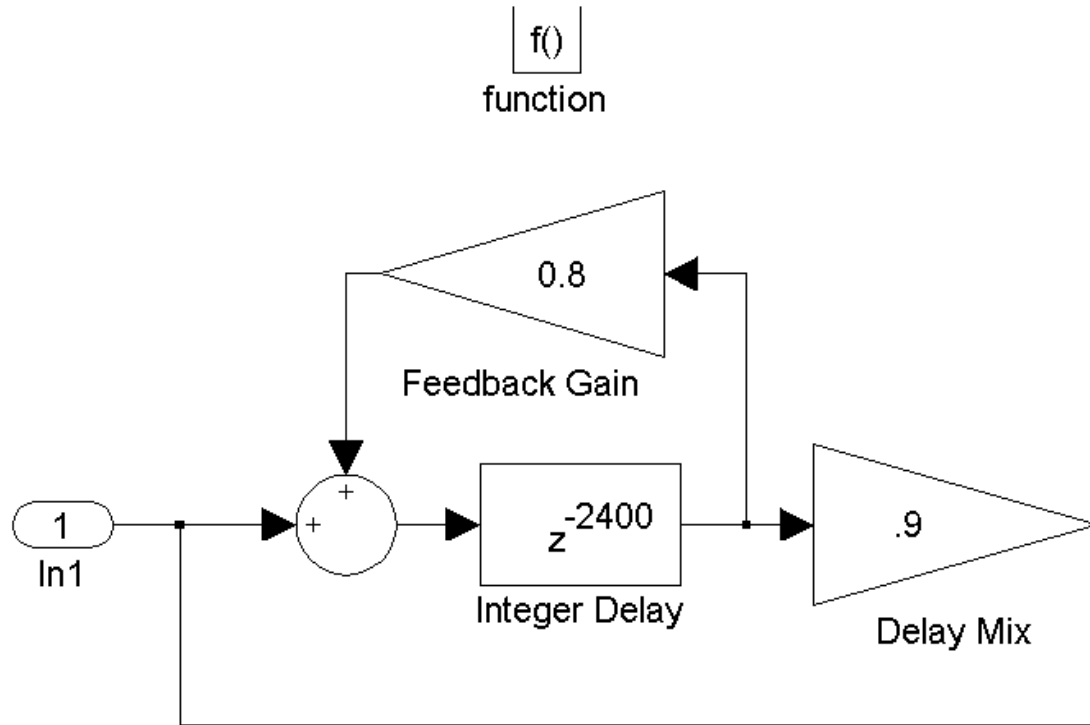 f()
function
0.8
Feedback Gain
+
+
1
In1
z-2400
Integer Delay
.9
Delay Mix